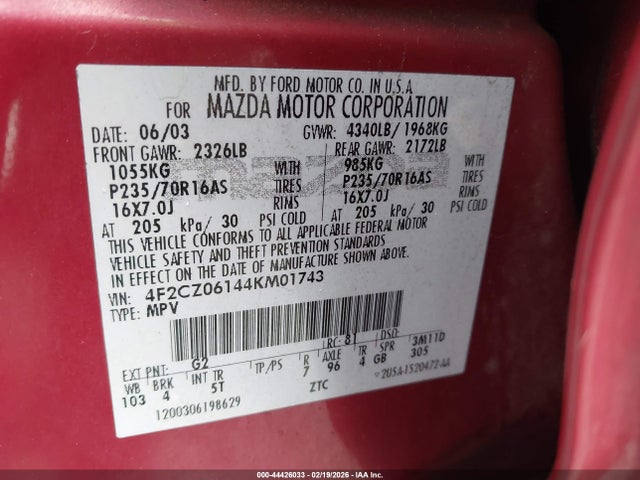 MFD. BY FORD MOTOR CO. IN U.S.A.
FOR MAZDA MOTOR CORPORATION
DATE: 06/03 GVWR: 4340LB/ 1968KG
FRONT GAWR: 2326LB REAR GAWR: 2172LB
1055KG WITH 985KG WITH
P235/70R16AS TIRES P235/70R16AS TIRES
16X7.0J RIMS 16X7.0J RIMS
AT 205 kPa/ 30 PSI COLD AT 205 kPa/ 30 PSI COLD
THIS VEHICLE CONFORMS TO ALL APPLICABLE FEDERAL MOTOR
VEHICLE SAFETY AND THEFT PREVENTION STANDARDS
IN EFFECT ON THE DATE OF MANUFACTURE SHOWN ABOVE.
VIN: 4F2CZ06144KM01743
TYPE: MPV
EXT PNT: G2 RC: 81 DSO:
WB BRK INT TR TP/PS R AXLE TR SPR 3M11D
103 4 5T 7 96 4 GB 305
1200306198629 ZTC
000-44426033 - 02/19/2026 - IAA Inc.